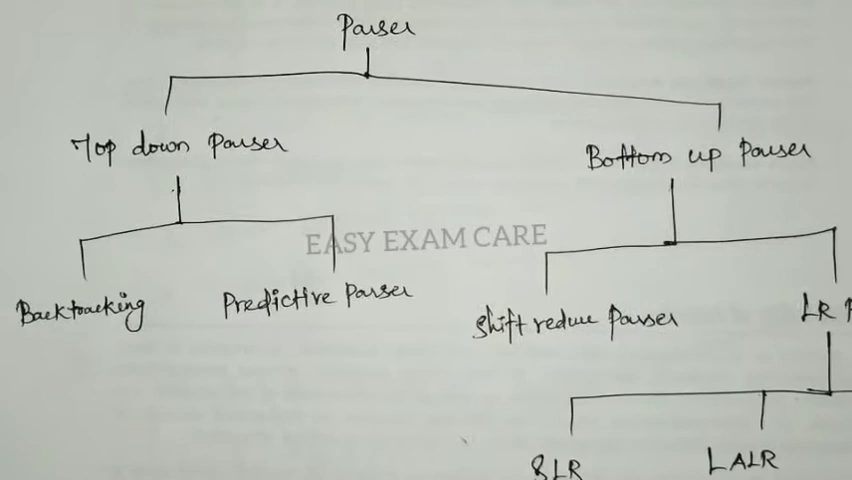 Parser
Top down Parser
Bottom up Parser
EASY EXAM CARE
Backtracking
Predictive Parser
Shift reduce Parser
LR P
SLR
LALR